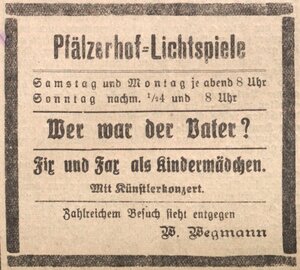 Pfälzerhof=Lichtspiele
Samstag und Montag je abend 8 Uhr
Sonntag nachm. ¼4 und 8 Uhr
Wer war der Vater?
Fix und Fax als Kindermädchen.
Mit Künstlerkonzert.
Zahlreichem Besuch sieht entgegen
W. Wegmann